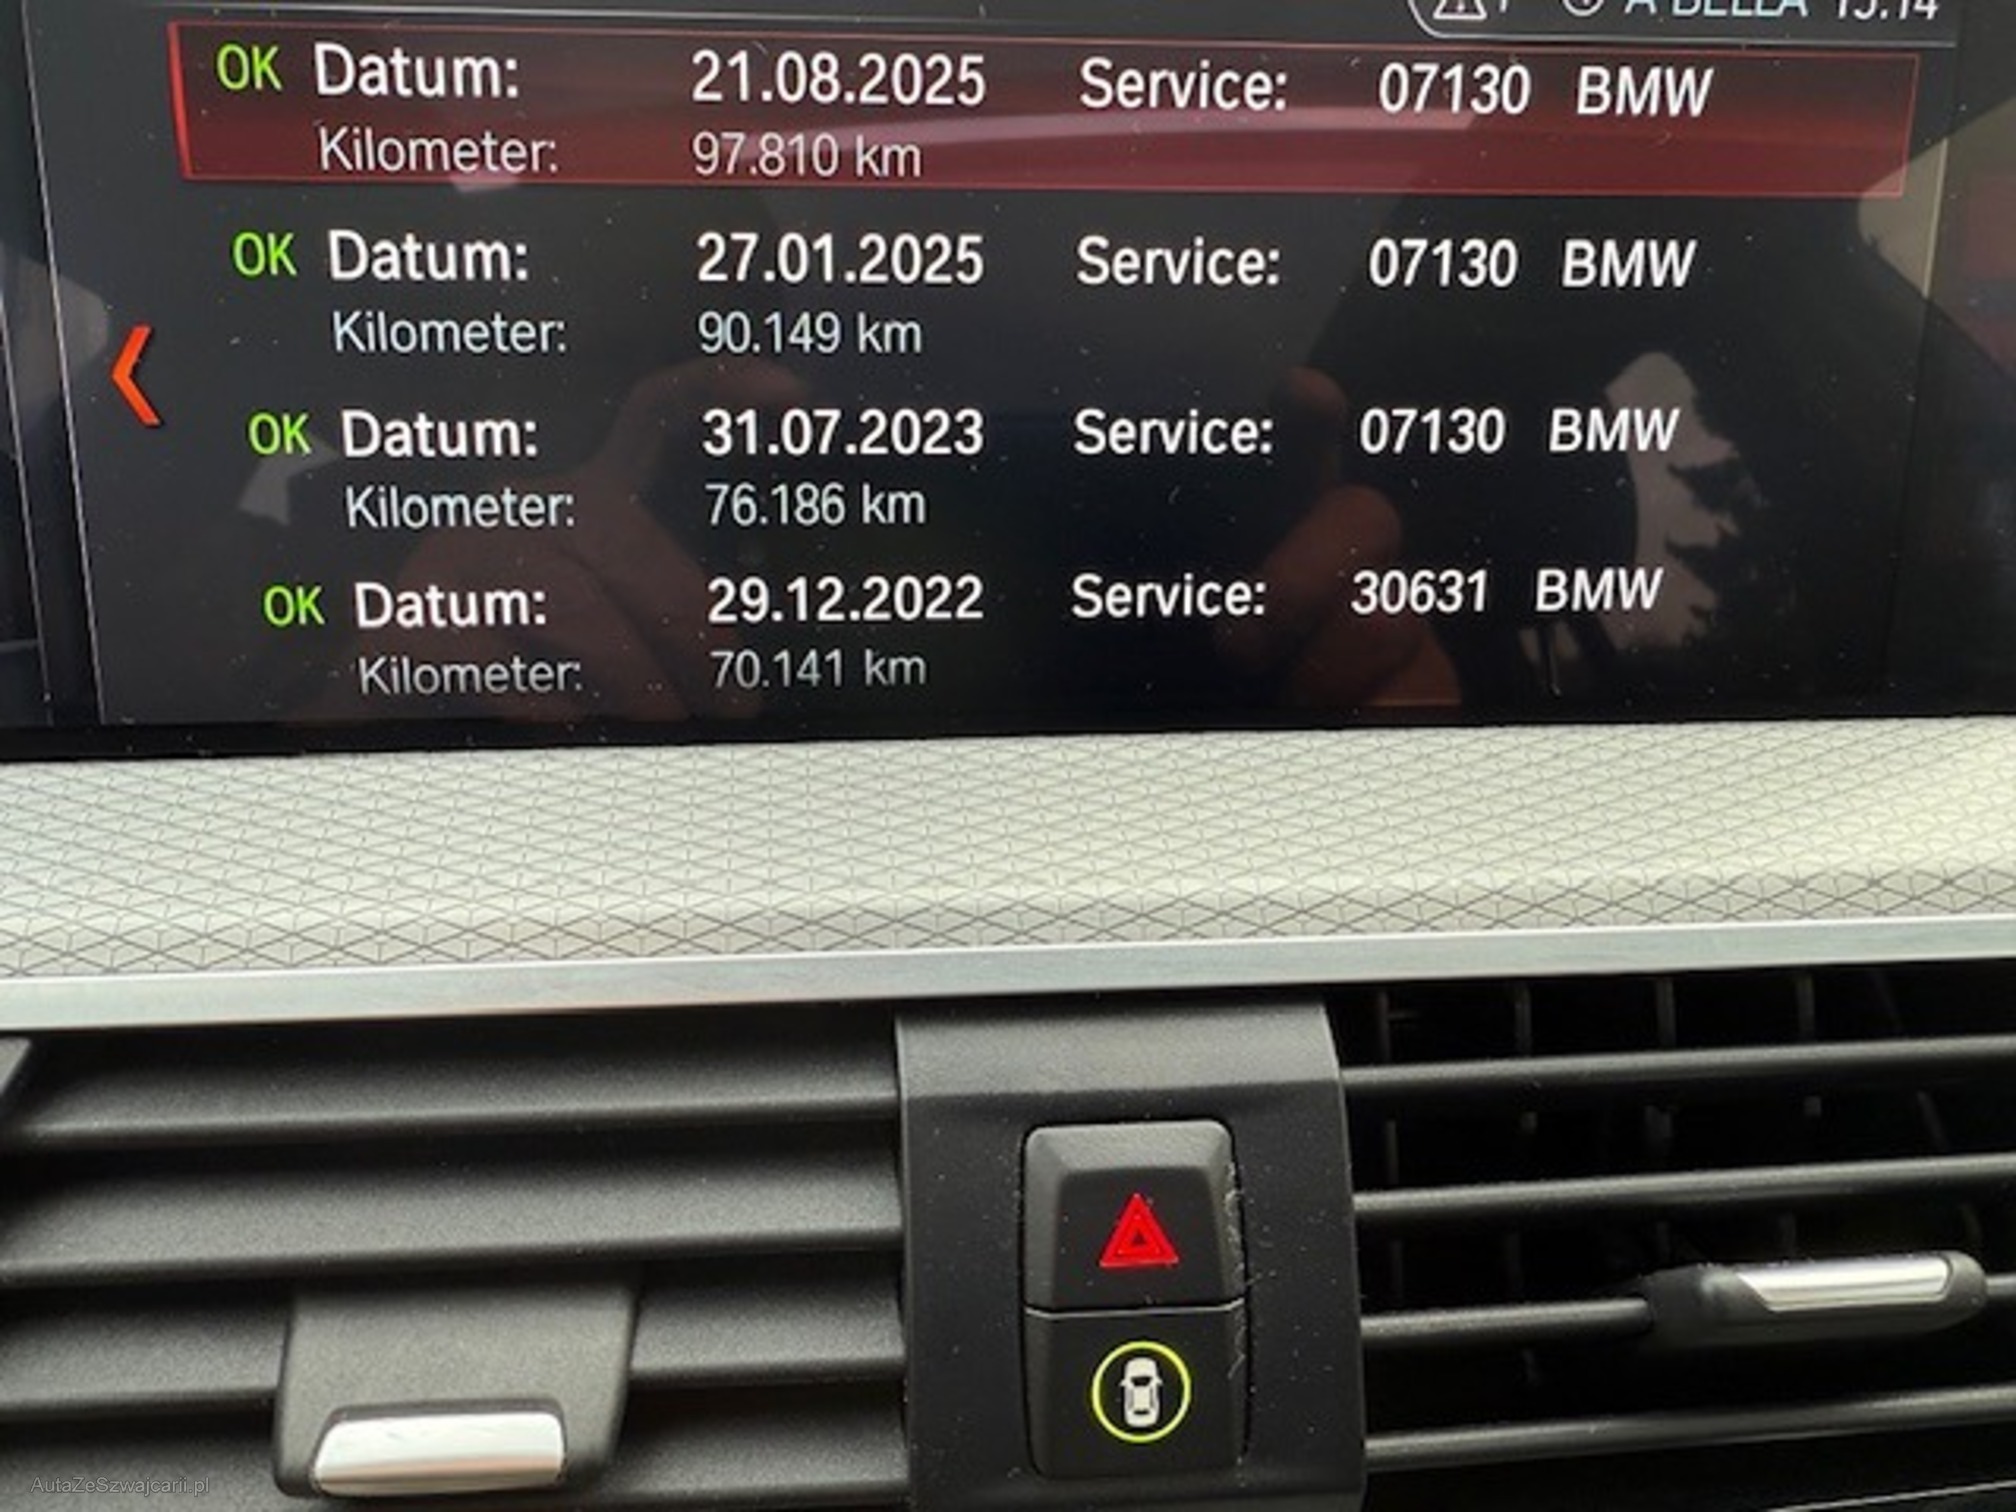 OK Datum: 21.08.2025 Service: 07130 BMW
Kilometer: 97.810 km
OK Datum: 27.01.2025 Service: 07130 BMW
Kilometer: 90.149 km
OK Datum: 31.07.2023 Service: 07130 BMW
Kilometer: 76.186 km
OK Datum: 29.12.2022 Service: 30631 BMW
Kilometer: 70.141 km
AutaZeSzwajcarii.pl